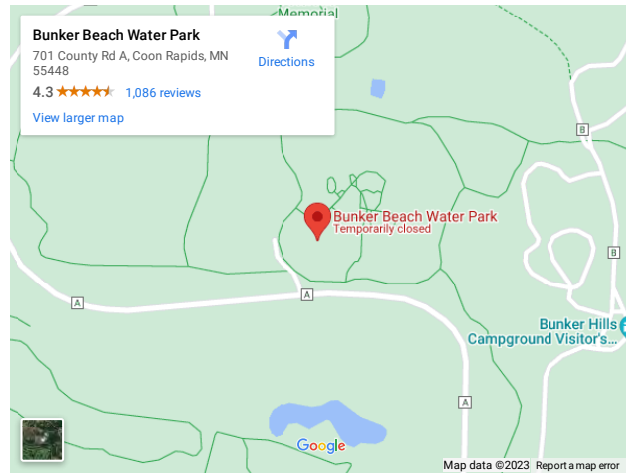 Memorial
Bunker Beach Water Park
701 County Rd A, Coon Rapids, MN
55448
Directions
4.3
1,086 reviews
View larger map
B
Bunker Beach Water Park
Temporarily closed
B
A
A
Bunker Hills
Campground Visitor's...
A
Google
Map data ©2023 Report a map error